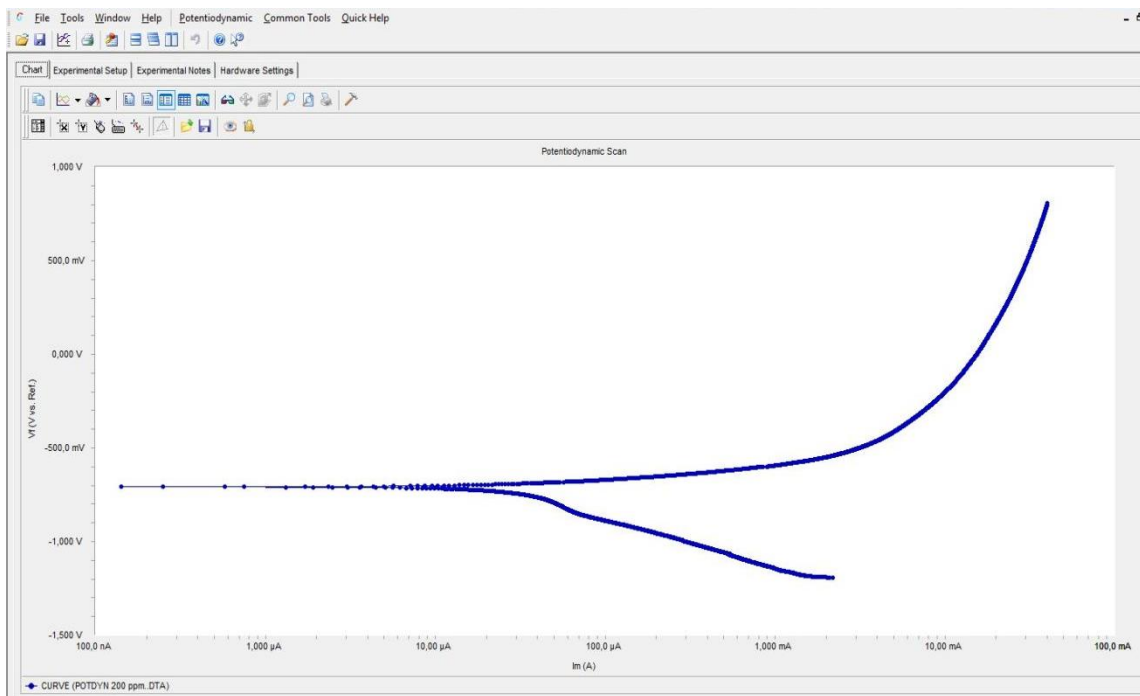 File Tools Window Help Potentiodynamic Common Tools Quick Help
Chart Experimental Setup Experimental Notes Hardware Settings
Potentiodynamic Scan
1,000 V
500,0 mV
0,000 V
-500,0 mV
-1,000 V
-1,500 V
Vf (V vs. Ref.)
100,0 nA 1,000 µA 10,00 µA 100,0 µA 1,000 mA 10,00 mA 100,0 mA
Im (A)
CURVE (POTDYN 200 ppm..DTA)